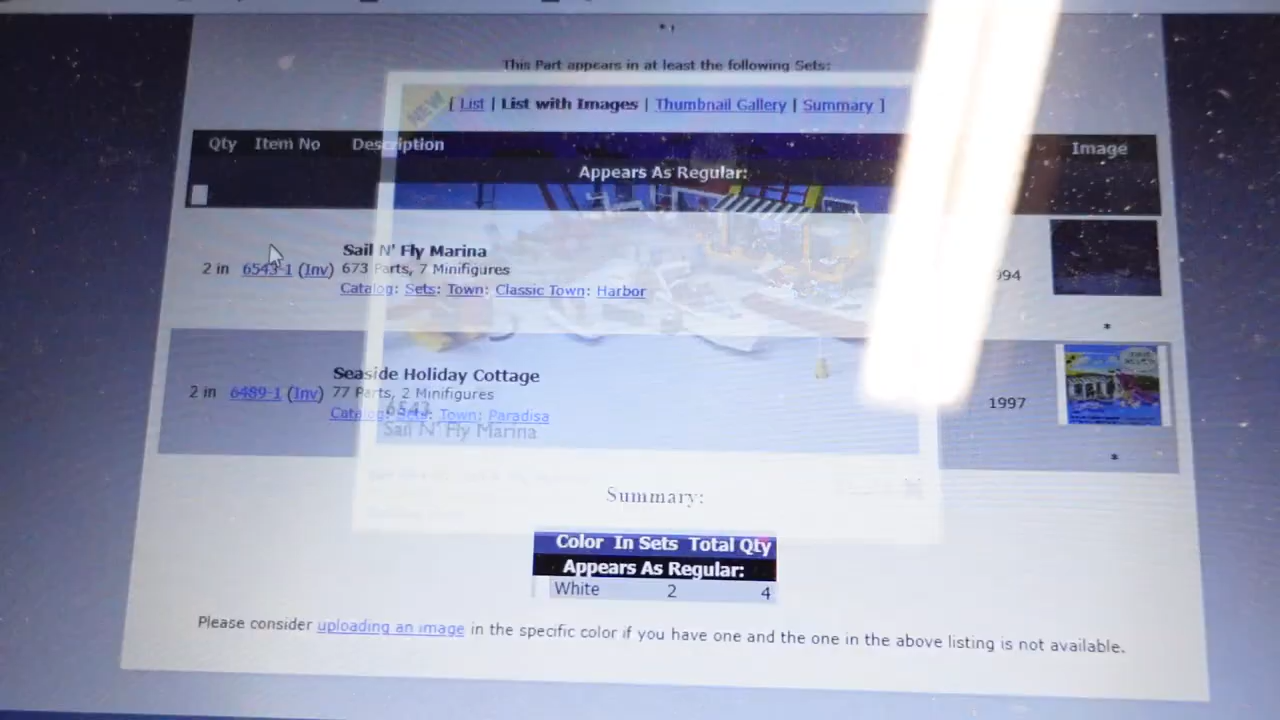 This Part appears in at least the following Sets:
[ List | List with Images | Thumbnail Gallery | Summary ]
NEW
Qty Item No Description Image
Appears As Regular:
Sail N' Fly Marina
2 in 6543-1 (Inv) 673 Parts, 7 Minifigures
Catalog: Sets: Town: Classic Town: Harbor
*
Seaside Holiday Cottage
2 in 6489-1 (Inv) 77 Parts, 2 Minifigures 1997
Catalog: Sets: Town: Paradisa
6543
Sail N' Fly Marina
*
Summary:
Color In Sets Total Qty
Appears As Regular:
White 2 4
Please consider uploading an image in the specific color if you have one and the one in the above listing is not available.